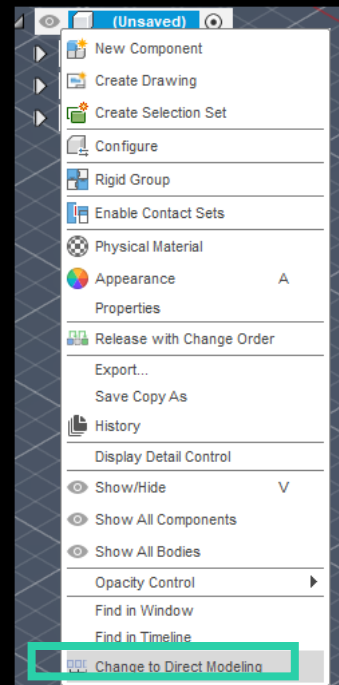 (Unsaved)
New Component
Create Drawing
Create Selection Set
Configure
Rigid Group
Enable Contact Sets
Physical Material
Appearance A
Properties
Release with Change Order
Export...
Save Copy As
History
Display Detail Control
Show/Hide V
Show All Components
Show All Bodies
Opacity Control
Find in Window
Find in Timeline
Change to Direct Modeling